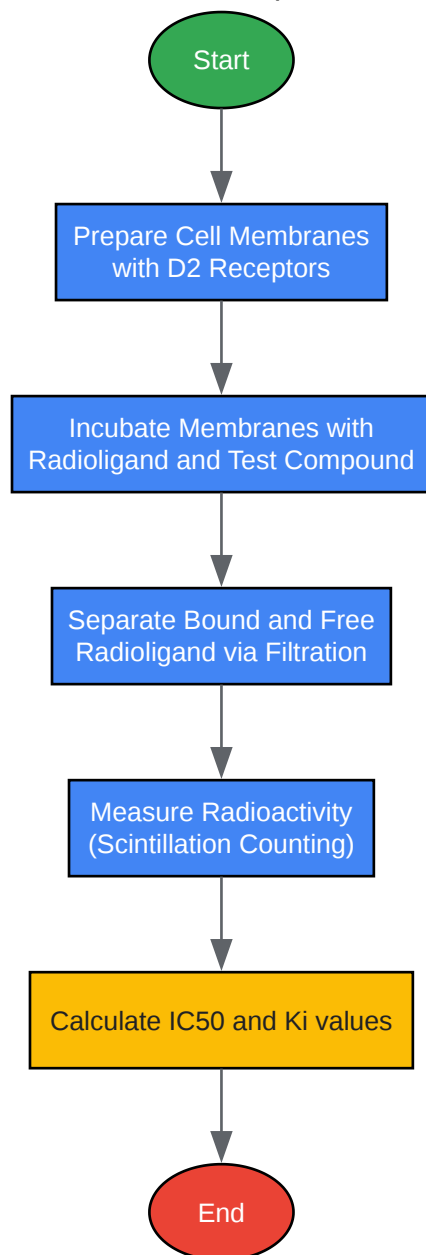 Start
Prepare Cell Membranes
with D2 Receptors
Incubate Membranes with
Radioligand and Test Compound
Separate Bound and Free
Radioligand via Filtration
Measure Radioactivity
(Scintillation Counting)
Calculate IC50 and Ki values
End